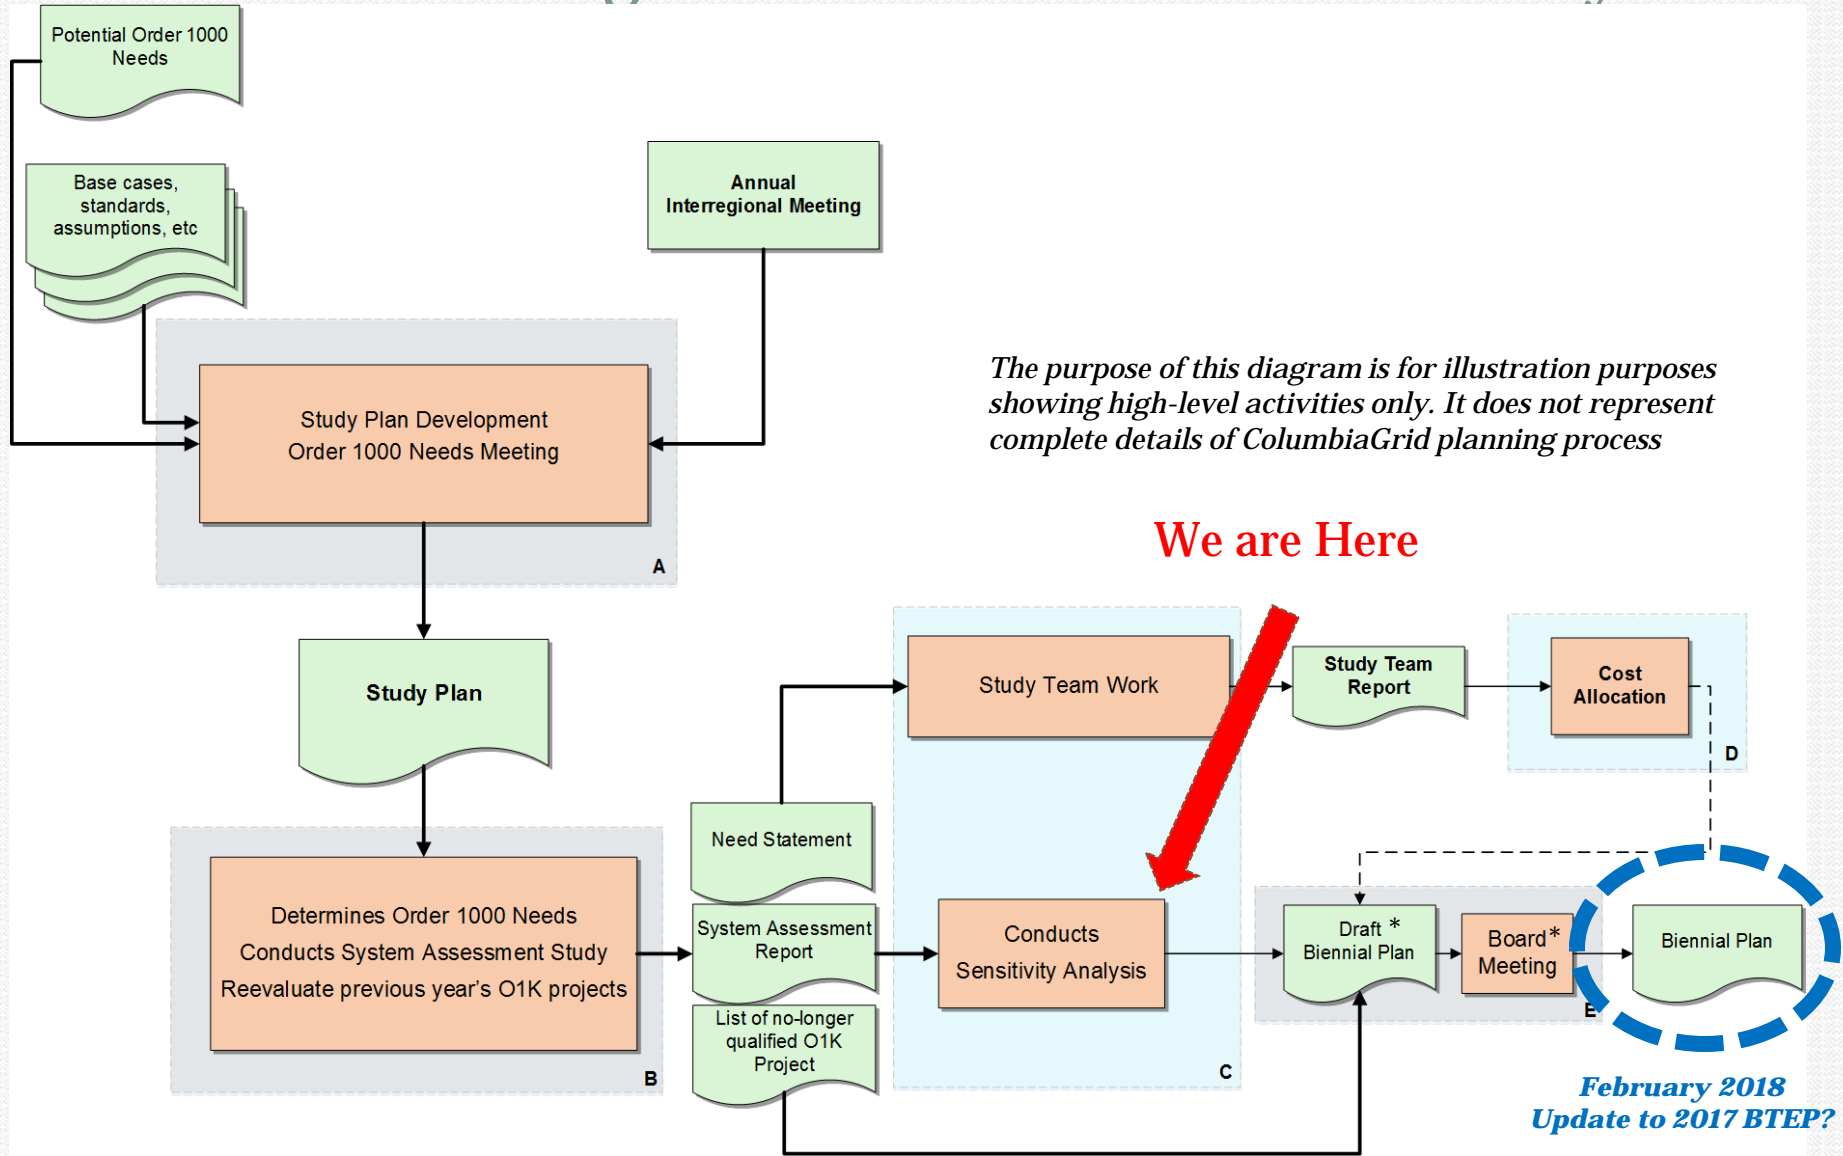 Potential Order 1000
Needs
Base cases,
standards,
assumptions, etc
Annual
Interregional Meeting
Study Plan Development
Order 1000 Needs Meeting
A
The purpose of this diagram is for illustration purposes
showing high-level activities only. It does not represent
complete details of ColumbiaGrid planning process
We are Here
Study Plan
Study Team Work
Study Team
Report
Cost
Allocation
D
Need Statement
Determines Order 1000 Needs
Conducts System Assessment Study
Reevaluate previous year's O1K projects
B
System Assessment
Report
Conducts
Sensitivity Analysis
C
Draft *
Biennial Plan
Board*
Meeting
E
Biennial Plan
List of no-longer
qualified O1K
Project
February 2018
Update to 2017 BTEP?